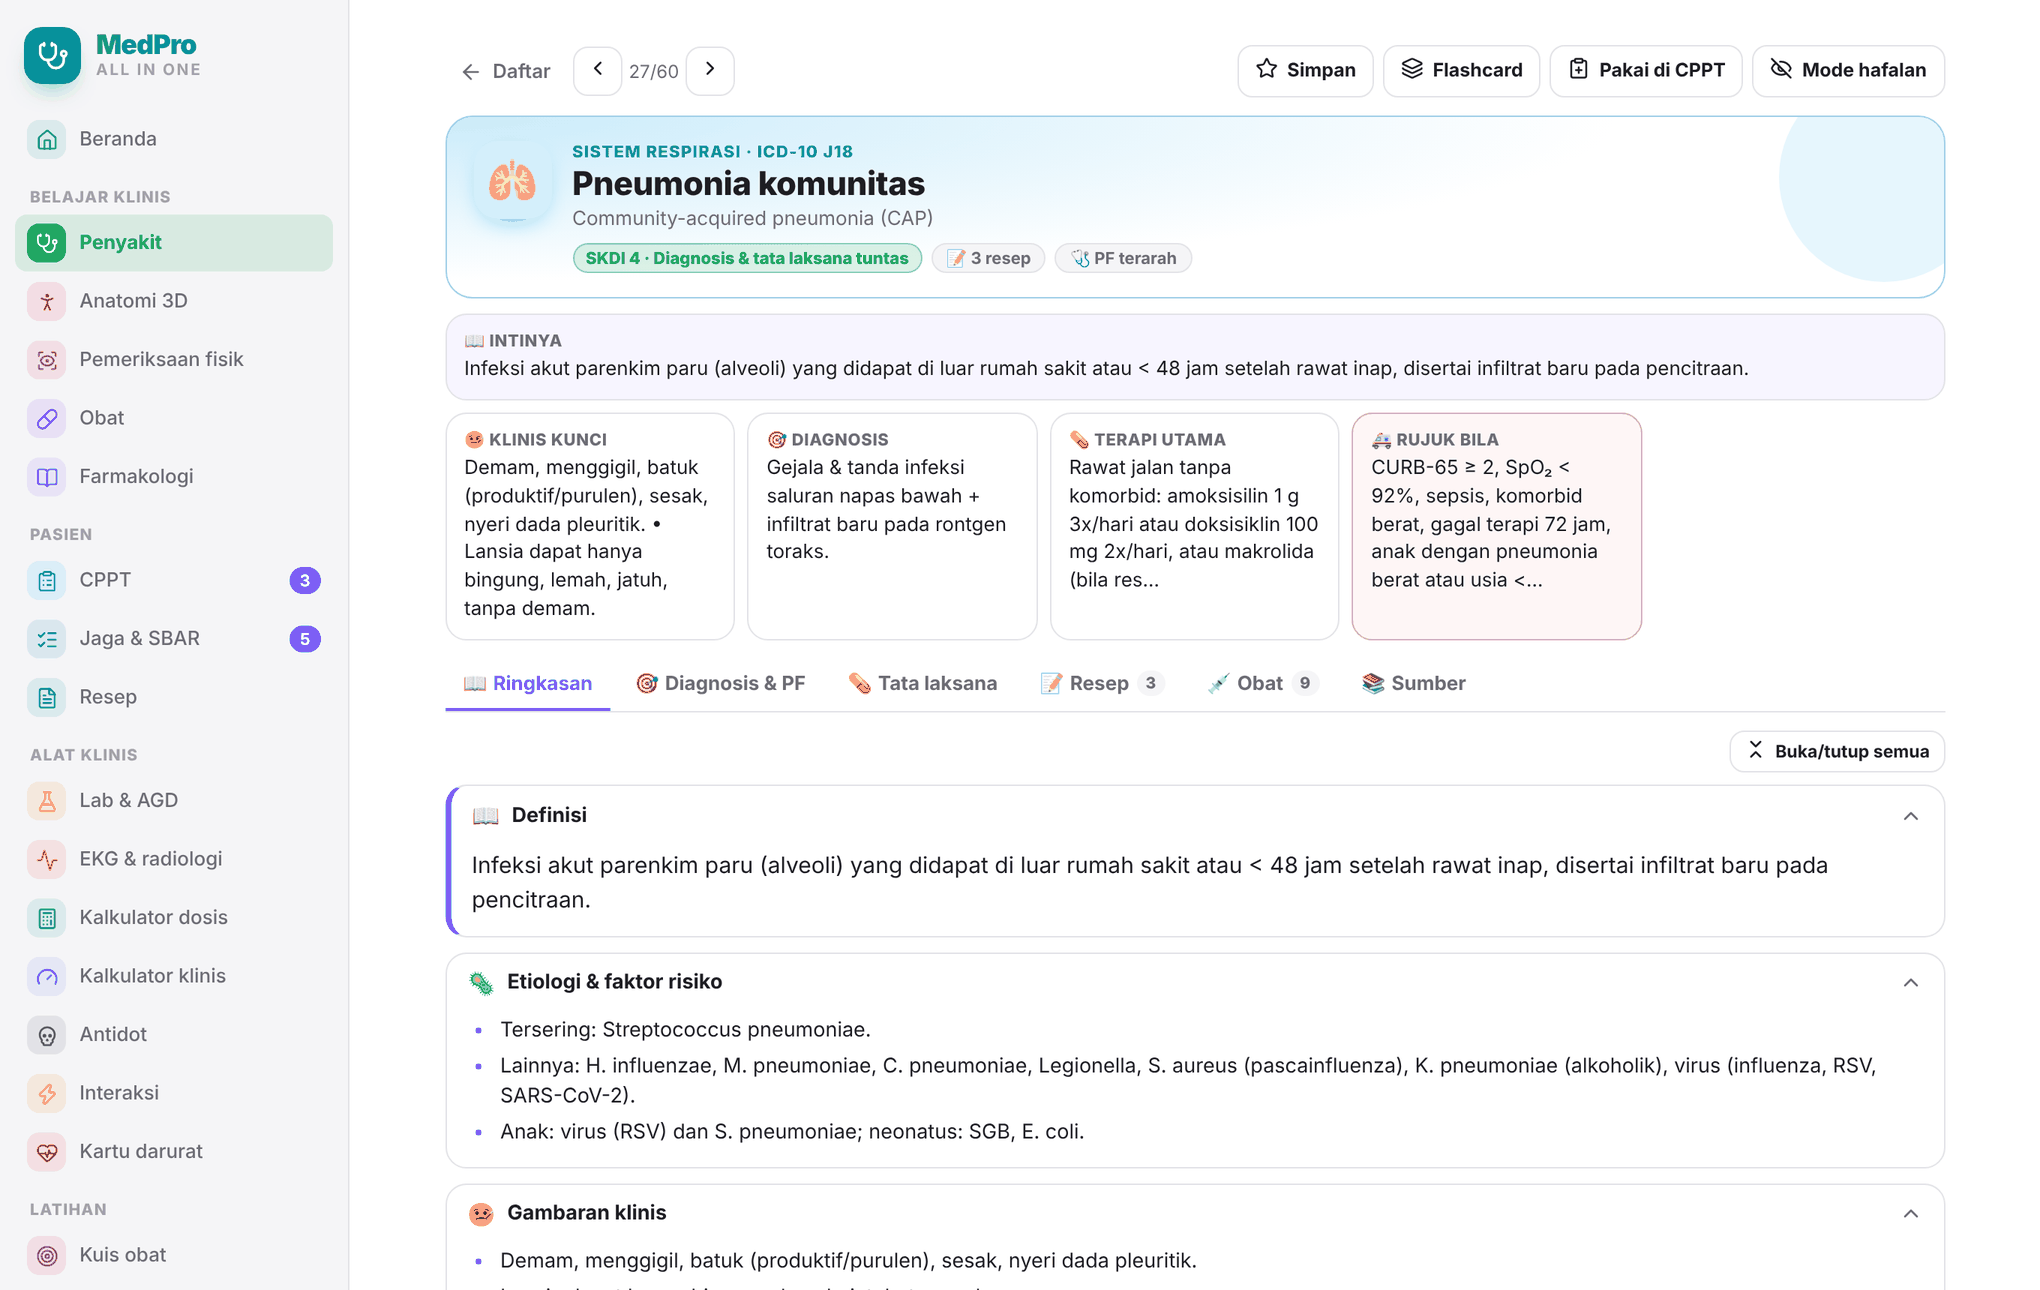 MedPro
ALL IN ONE
Beranda
BELAJAR KLINIS
Penyakit
Anatomi 3D
Pemeriksaan fisik
Obat
Farmakologi
PASIEN
CPPT 3
Jaga & SBAR 5
Resep
ALAT KLINIS
Lab & AGD
EKG & radiologi
Kalkulator dosis
Kalkulator klinis
Antidot
Interaksi
Kartu darurat
LATIHAN
Kuis obat
Daftar 27/60 Simpan Flashcard Pakai di CPPT Mode hafalan
SISTEM RESPIRASI · ICD-10 J18
Pneumonia komunitas
Community-acquired pneumonia (CAP)
SKDI 4 · Diagnosis & tata laksana tuntas 3 resep PF terarah
INTINYA
Infeksi akut parenkim paru (alveoli) yang didapat di luar rumah sakit atau < 48 jam setelah rawat inap, disertai infiltrat baru pada pencitraan.
KLINIS KUNCI
Demam, menggigil, batuk
(produktif/purulen), sesak,
nyeri dada pleuritik. •
Lansia dapat hanya
bingung, lemah, jatuh,
tanpa demam.
DIAGNOSIS
Gejala & tanda infeksi
saluran napas bawah +
infiltrat baru pada rontgen
toraks.
TERAPI UTAMA
Rawat jalan tanpa
komorbid: amoksisilin 1 g
3x/hari atau doksisiklin 100
mg 2x/hari, atau makrolida
(bila res...
RUJUK BILA
CURB-65 ≥ 2, SpO₂ <
92%, sepsis, komorbid
berat, gagal terapi 72 jam,
anak dengan pneumonia
berat atau usia <...
Ringkasan Diagnosis & PF Tata laksana Resep 3 Obat 9 Sumber
Buka/tutup semua
Definisi
Infeksi akut parenkim paru (alveoli) yang didapat di luar rumah sakit atau < 48 jam setelah rawat inap, disertai infiltrat baru pada
pencitraan.
Etiologi & faktor risiko
• Tersering: Streptococcus pneumoniae.
• Lainnya: H. influenzae, M. pneumoniae, C. pneumoniae, Legionella, S. aureus (pascainfluenza), K. pneumoniae (alkoholik), virus (influenza, RSV,
SARS-CoV-2).
• Anak: virus (RSV) dan S. pneumoniae; neonatus: SGB, E. coli.
Gambaran klinis
• Demam, menggigil, batuk (produktif/purulen), sesak, nyeri dada pleuritik.